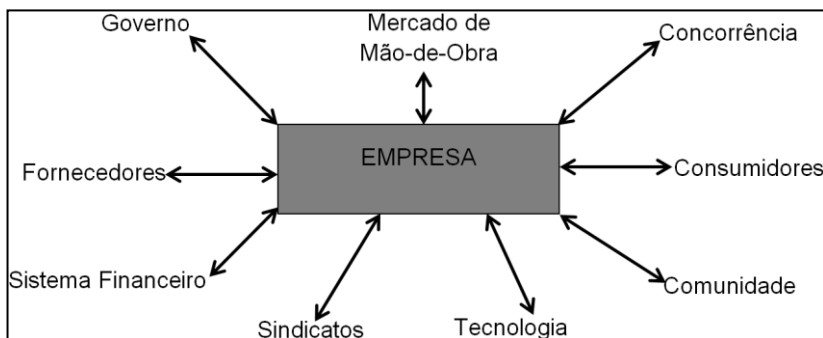 Governo
Mercado de
Mão-de-Obra
Concorrência
EMPRESA
Fornecedores
Consumidores
Sistema Financeiro
Comunidade
Sindicatos
Tecnologia